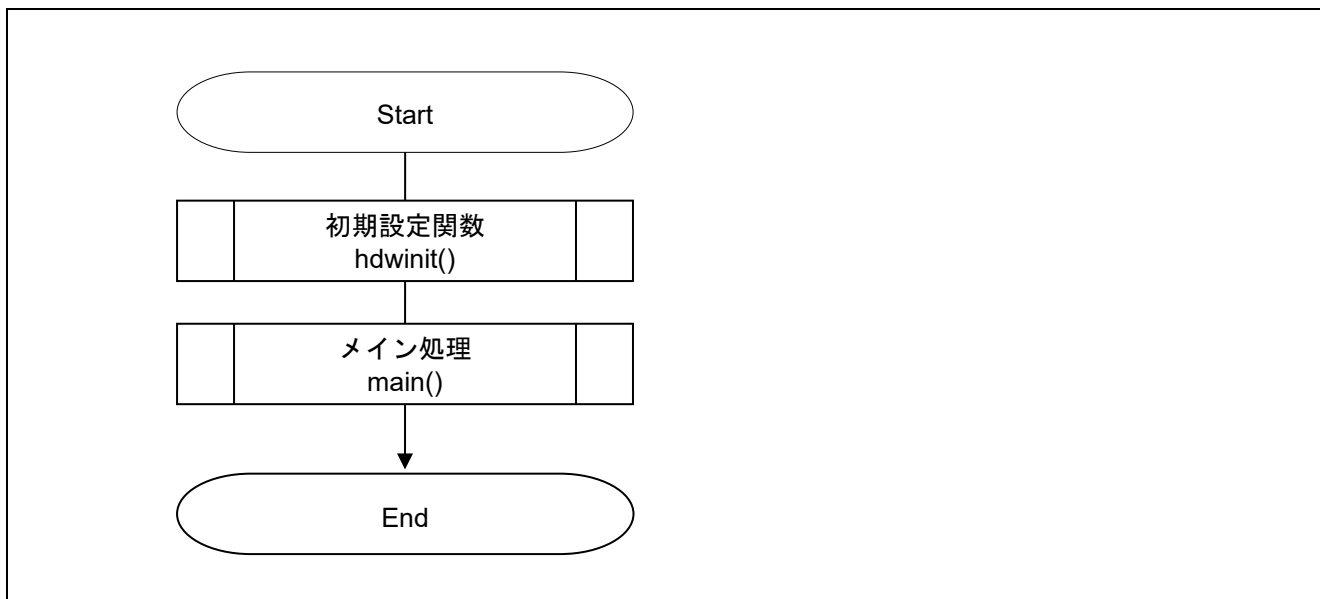 Start
初期設定関数
hdwinit()
メイン処理
main()
End